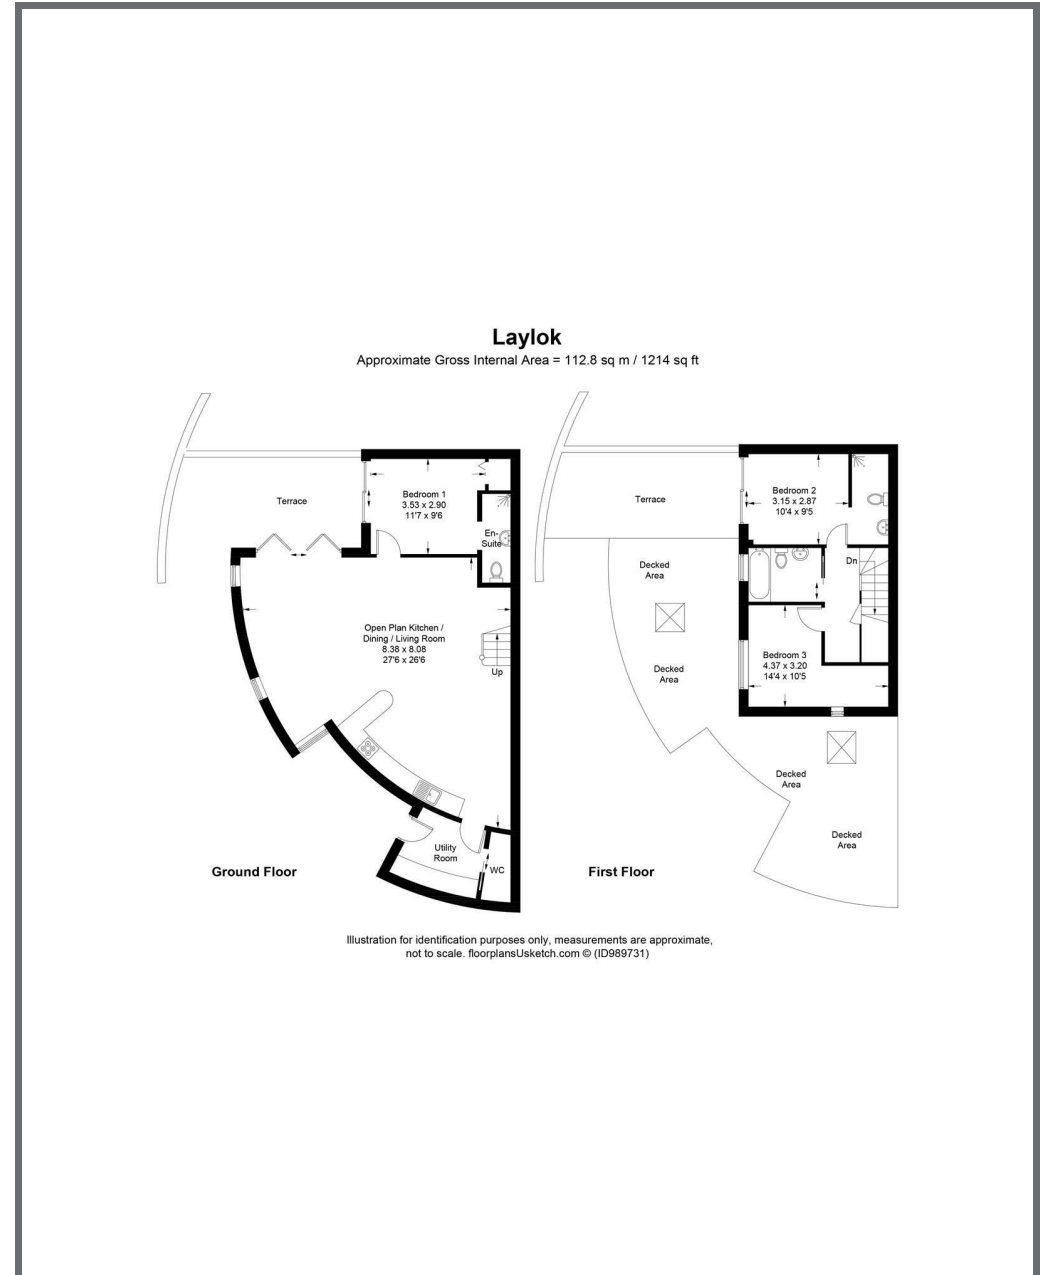 Laylok
Approximate Gross Internal Area = 112.8 sq m / 1214 sq ft
Terrace
Bedroom 1
3.53 x 2.90
11'7 x 9'6
En-
Suite
Open Plan Kitchen /
Dining / Living Room
8.38 x 8.08
27'6 x 26'6
Up
Utility
Room
WC
Ground Floor
Terrace
Bedroom 2
3.15 x 2.87
10'4 x 9'5
Decked
Area
Dn
Decked
Area
Bedroom 3
4.37 x 3.20
14'4 x 10'5
Decked
Area
Decked
Area
First Floor
Illustration for identification purposes only, measurements are approximate,
not to scale. floorplansUsketch.com © (ID989731)